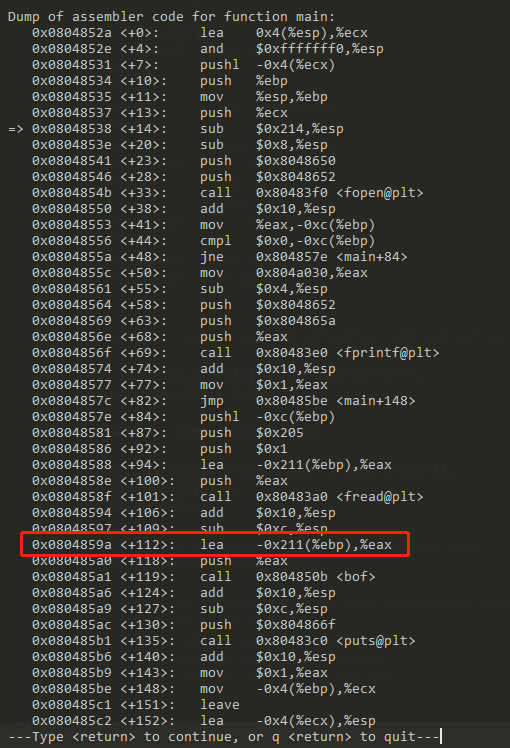 Dump of assembler code for function main:
   0x0804852a <+0>:     lea    0x4(%esp),%ecx
   0x0804852e <+4>:     and    $0xfffffff0,%esp
   0x08048531 <+7>:     pushl  -0x4(%ecx)
   0x08048534 <+10>:    push   %ebp
   0x08048535 <+11>:    mov    %esp,%ebp
   0x08048537 <+13>:    push   %ecx
=> 0x08048538 <+14>:    sub    $0x214,%esp
   0x0804853e <+20>:    sub    $0x8,%esp
   0x08048541 <+23>:    push   $0x8048650
   0x08048546 <+28>:    push   $0x8048652
   0x0804854b <+33>:    call   0x80483f0 <fopen@plt>
   0x08048550 <+38>:    add    $0x10,%esp
   0x08048553 <+41>:    mov    %eax,-0xc(%ebp)
   0x08048556 <+44>:    cmpl   $0x0,-0xc(%ebp)
   0x0804855a <+48>:    jne    0x804857e <main+84>
   0x0804855c <+50>:    mov    0x804a030,%eax
   0x08048561 <+55>:    sub    $0x4,%esp
   0x08048564 <+58>:    push   $0x8048652
   0x08048569 <+63>:    push   $0x804865a
   0x0804856e <+68>:    push   %eax
   0x0804856f <+69>:    call   0x80483e0 <fprintf@plt>
   0x08048574 <+74>:    add    $0x10,%esp
   0x08048577 <+77>:    mov    $0x1,%eax
   0x0804857c <+82>:    jmp    0x80485be <main+148>
   0x0804857e <+84>:    pushl  -0xc(%ebp)
   0x08048581 <+87>:    push   $0x205
   0x08048586 <+92>:    push   $0x1
   0x08048588 <+94>:    lea    -0x211(%ebp),%eax
   0x0804858e <+100>:   push   %eax
   0x0804858f <+101>:   call   0x80483a0 <fread@plt>
   0x08048594 <+106>:   add    $0x10,%esp
   0x08048597 <+109>:   sub    $0xc,%esp
   0x0804859a <+112>:   lea    -0x211(%ebp),%eax
   0x080485a0 <+118>:   push   %eax
   0x080485a1 <+119>:   call   0x804850b <bof>
   0x080485a6 <+124>:   add    $0x10,%esp
   0x080485a9 <+127>:   sub    $0xc,%esp
   0x080485ac <+130>:   push   $0x804866f
   0x080485b1 <+135>:   call   0x80483c0 <puts@plt>
   0x080485b6 <+140>:   add    $0x10,%esp
   0x080485b9 <+143>:   mov    $0x1,%eax
   0x080485be <+148>:   mov    -0x4(%ebp),%ecx
   0x080485c1 <+151>:   leave
   0x080485c2 <+152>:   lea    -0x4(%ecx),%esp
---Type <return> to continue, or q <return> to quit---